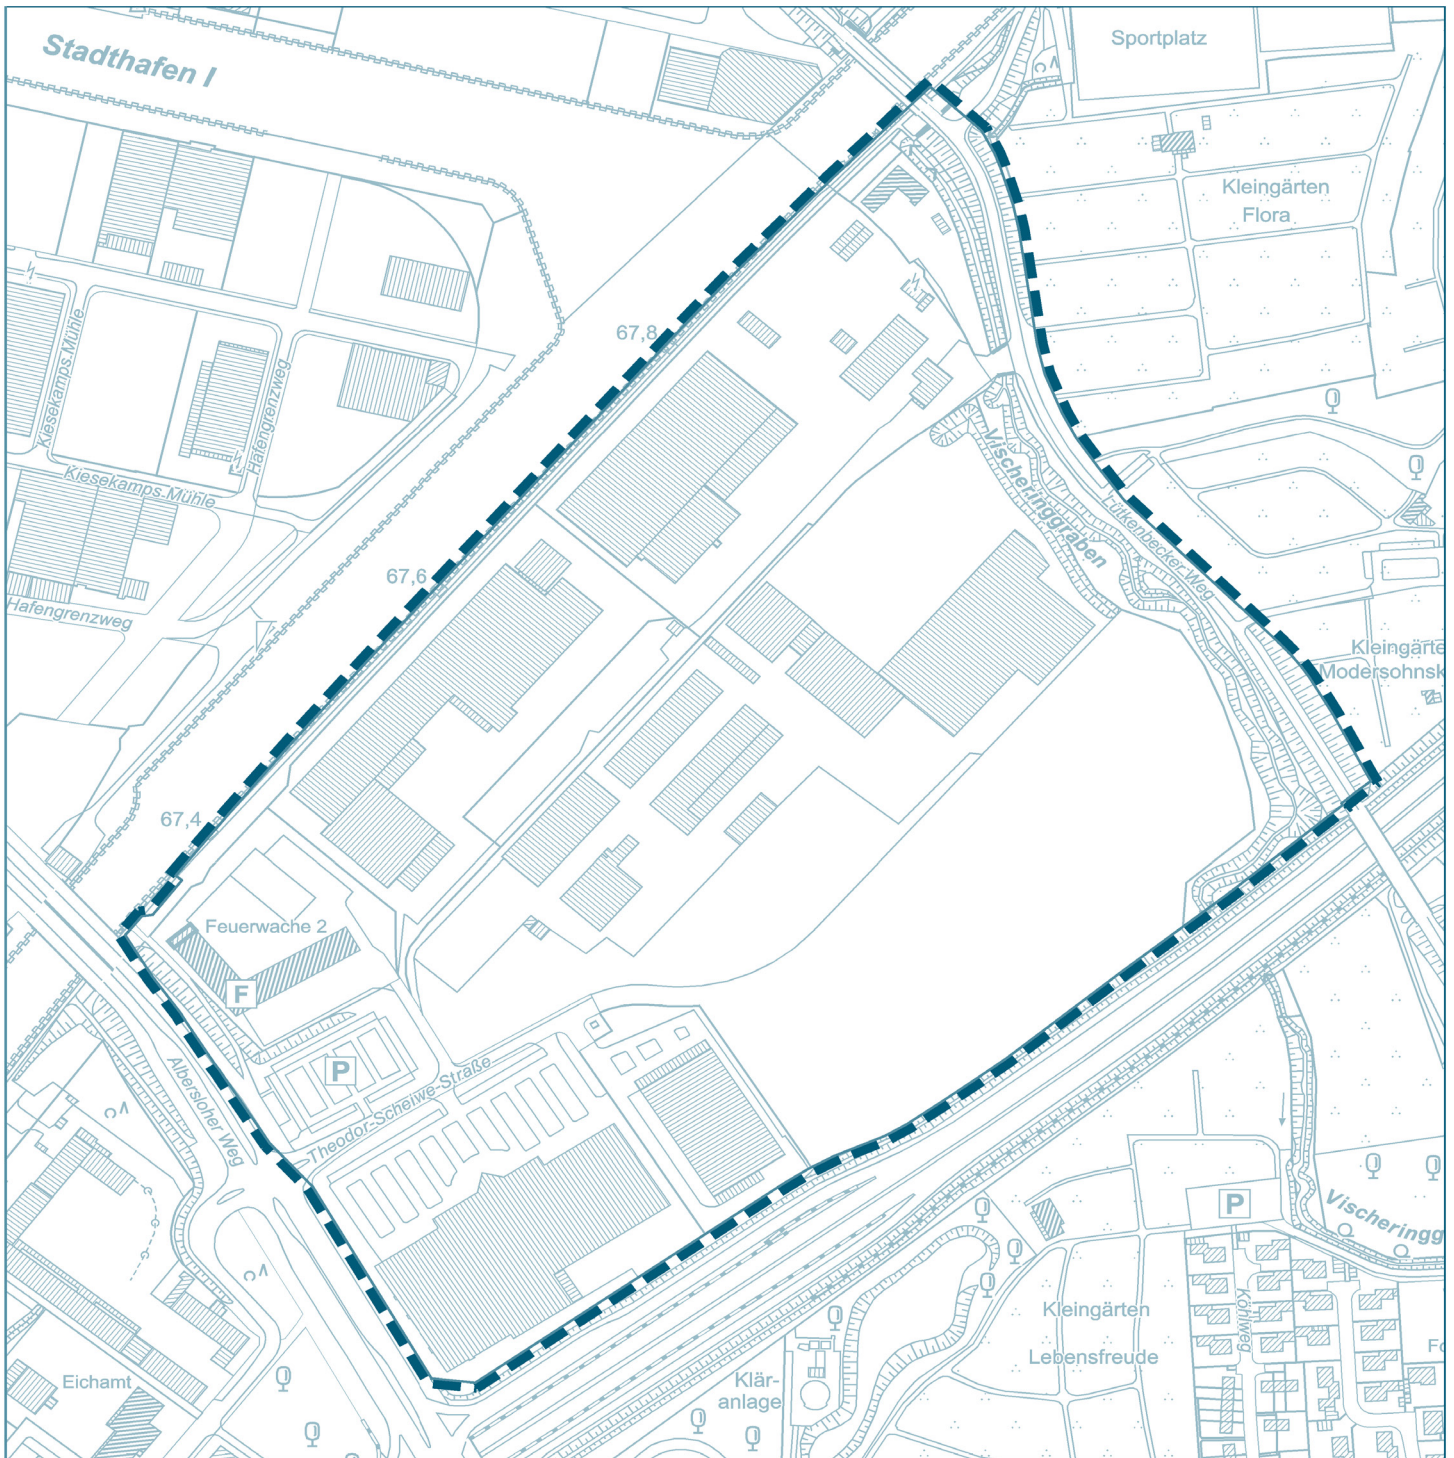 Stadthafen I
Sportplatz
Kleingärten
Flora
67,8
Kiesekamps Mühle
Hafengrenzweg
Kiesekamps Mühle
Vischeringgraben
Lütkenbecker Weg
67,6
Hafengrenzweg
Kleingärte
Modersohnsk
67,4
Feuerwache 2
F
P
Theodor-Scheiwe-Straße
Albersloher Weg
P
Vischeringg
Kleingärten
Lebensfreude
Köhlweg
Eichamt
Klär-
anlage
Fo